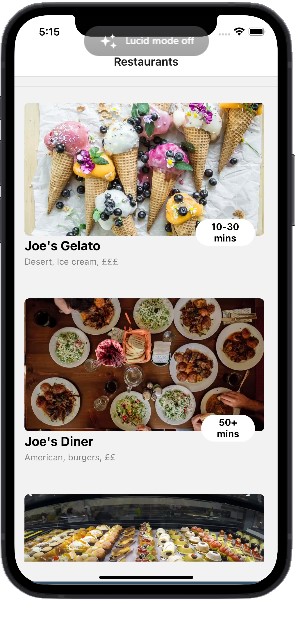 5:15
Lucid mode off
Restaurants
10-30
mins
Joe's Gelato
Desert, Ice cream, £££
50+
mins
Joe's Diner
American, burgers, ££